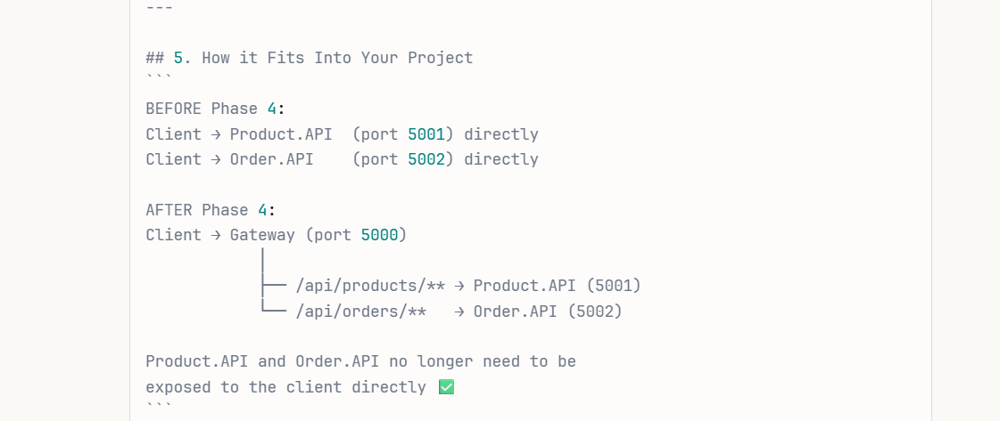 ---
## 5. How it Fits Into Your Project
```
BEFORE Phase 4:
Client → Product.API  (port 5001) directly
Client → Order.API    (port 5002) directly
AFTER Phase 4:
Client → Gateway (port 5000)
            │
            ├── /api/products/** → Product.API (5001)
            └── /api/orders/**   → Order.API (5002)
Product.API and Order.API no longer need to be
exposed to the client directly ✅
```